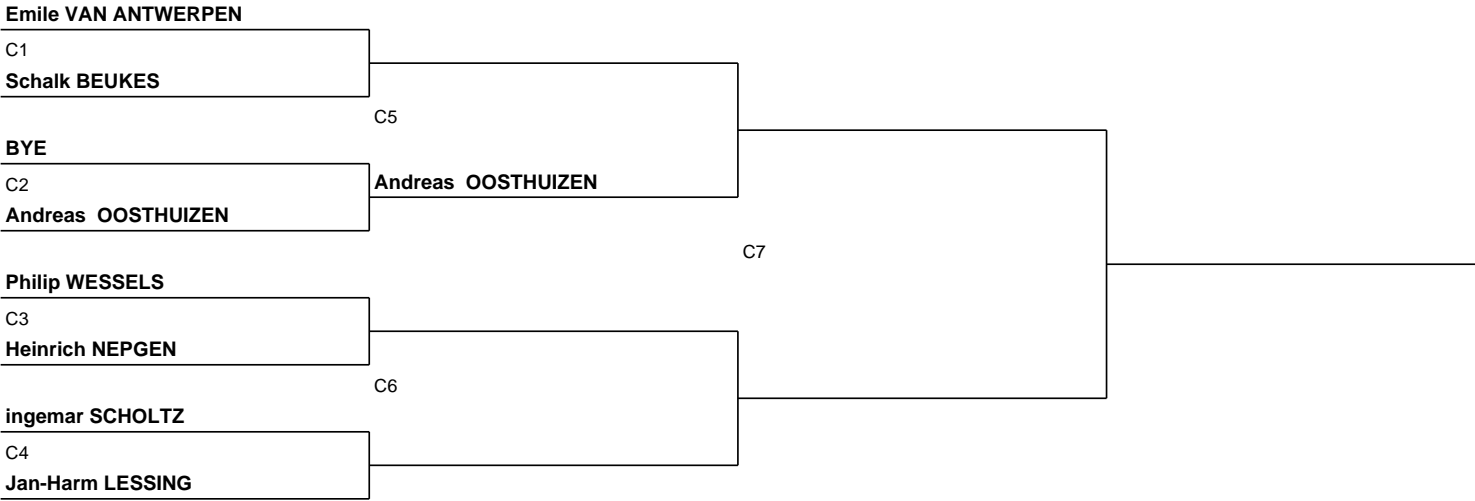 Emile VAN ANTWERPEN
C1
Schalk BEUKES
C5
BYE
C2
Andreas  OOSTHUIZEN
Andreas  OOSTHUIZEN
C7
Philip WESSELS
C3
Heinrich NEPGEN
C6
ingemar SCHOLTZ
C4
Jan-Harm LESSING